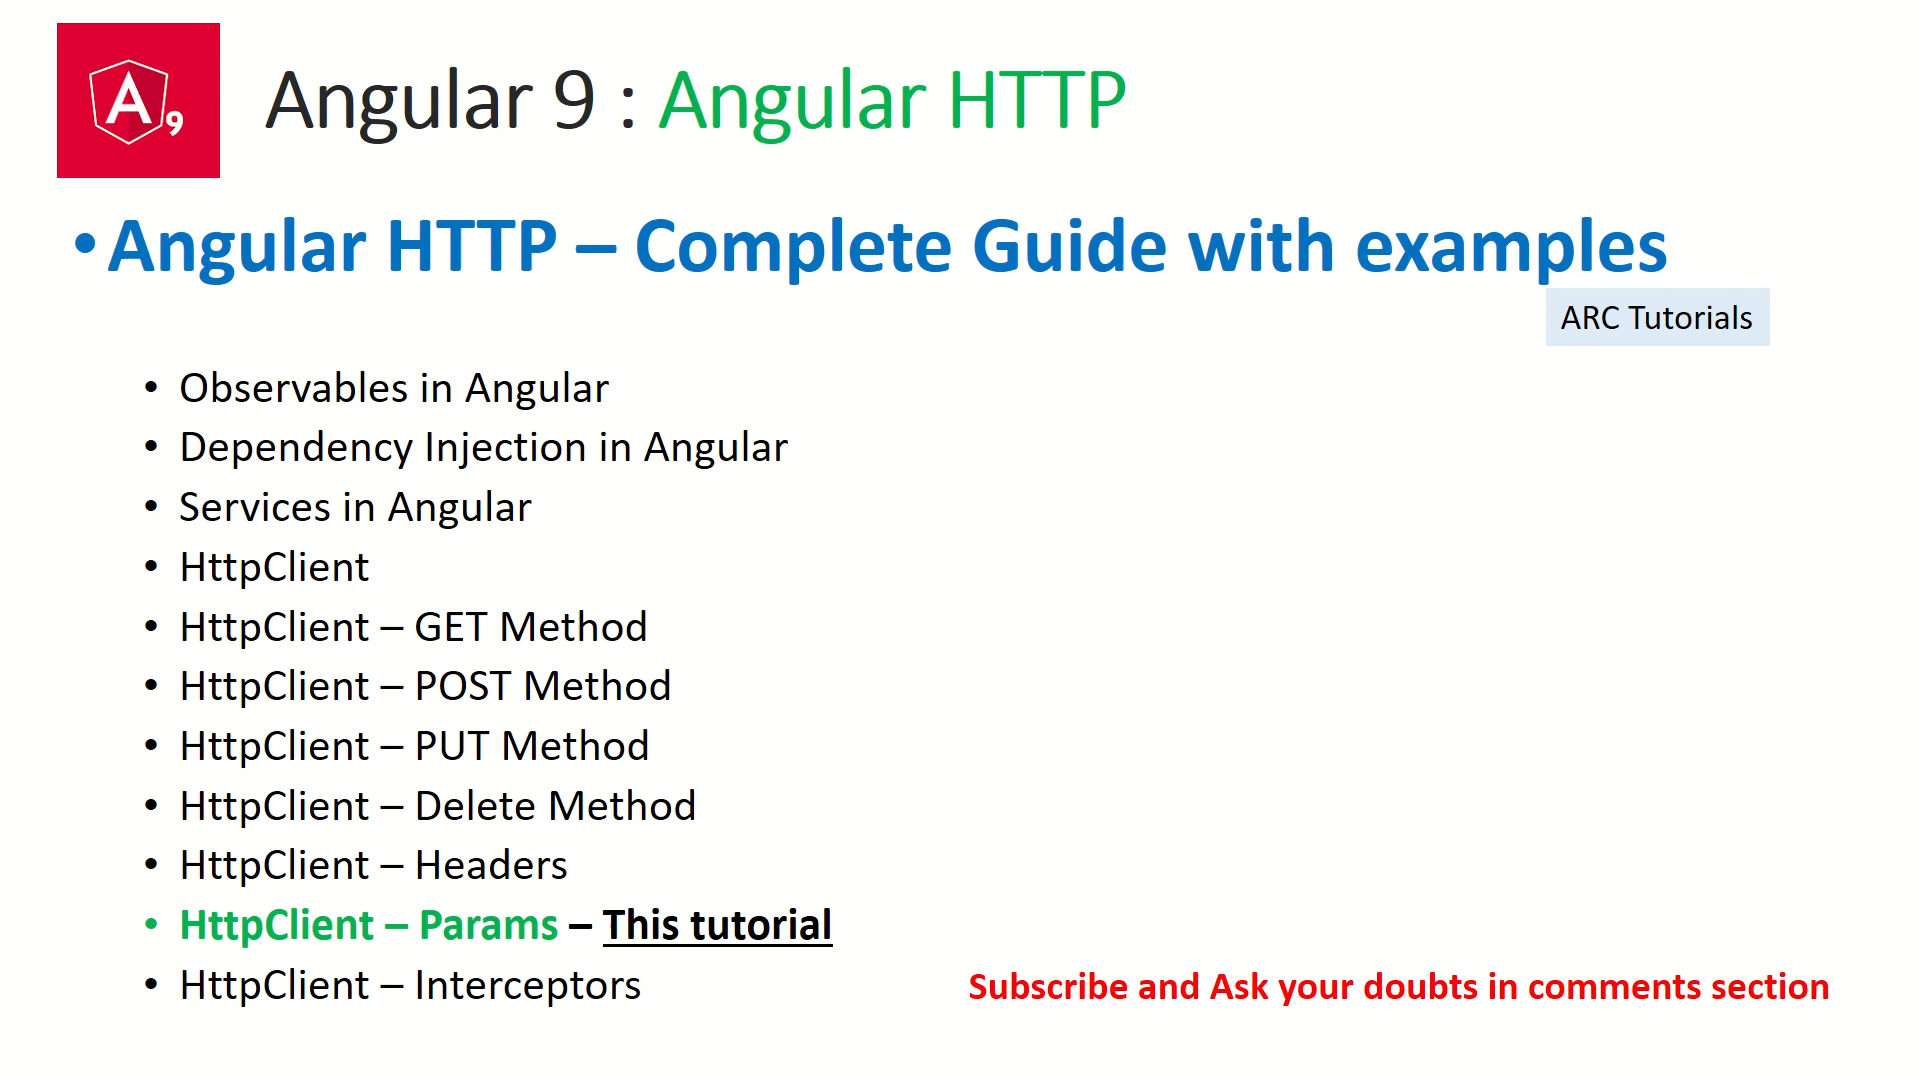 A9
Angular 9 : Angular HTTP
•Angular HTTP – Complete Guide with examples
ARC Tutorials
• Observables in Angular
• Dependency Injection in Angular
• Services in Angular
• HttpClient
• HttpClient – GET Method
• HttpClient – POST Method
• HttpClient – PUT Method
• HttpClient – Delete Method
• HttpClient – Headers
• HttpClient – Params – This tutorial
• HttpClient – Interceptors
Subscribe and Ask your doubts in comments section